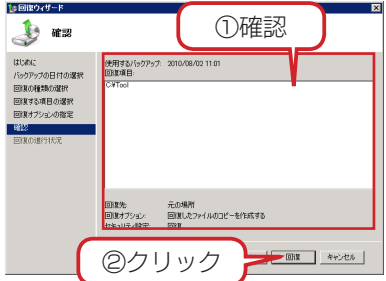 回復ウィザード
①確認
確認
はじめに
バックアップの日付の選択
回復の種類の選択
回復する項目の選択
回復オプションの指定
確認
回復の進行状況
使用するバックアップ: 2010/08/02 11:01
回復項目:
C:¥Tool
回復先: 元の場所
回復オプション: 回復したファイルのコピーを作成する
セキュリティ設定: 回復
②クリック
回復
キャンセル